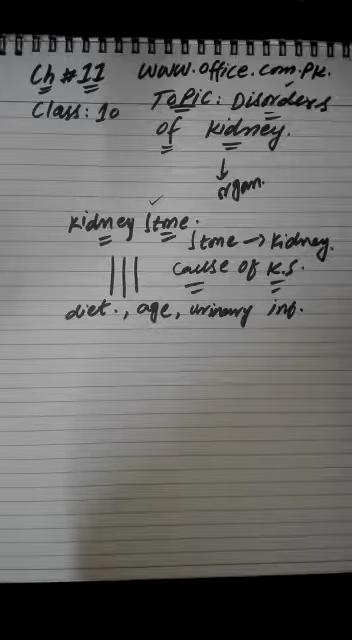 Ch # 11 www.office.com.PK.
Class: 10 Topic: Disorders
of kidney.
↓
organ.
kidney Stone.
Stone → kidney.
cause of K.S.
diet., age, urinary inf.